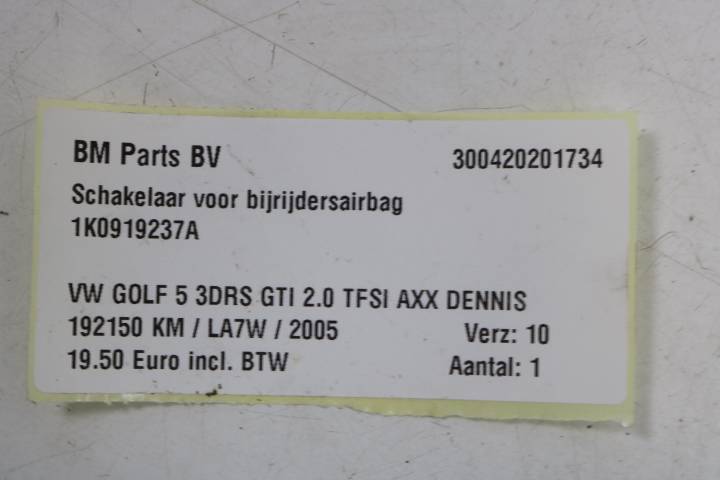 BM Parts BV 300420201734
Schakelaar voor bijrijdersairbag
1K0919237A
VW GOLF 5 3DRS GTI 2.0 TFSI AXX DENNIS
192150 KM / LA7W / 2005 Verz: 10
19.50 Euro incl. BTW Aantal: 1